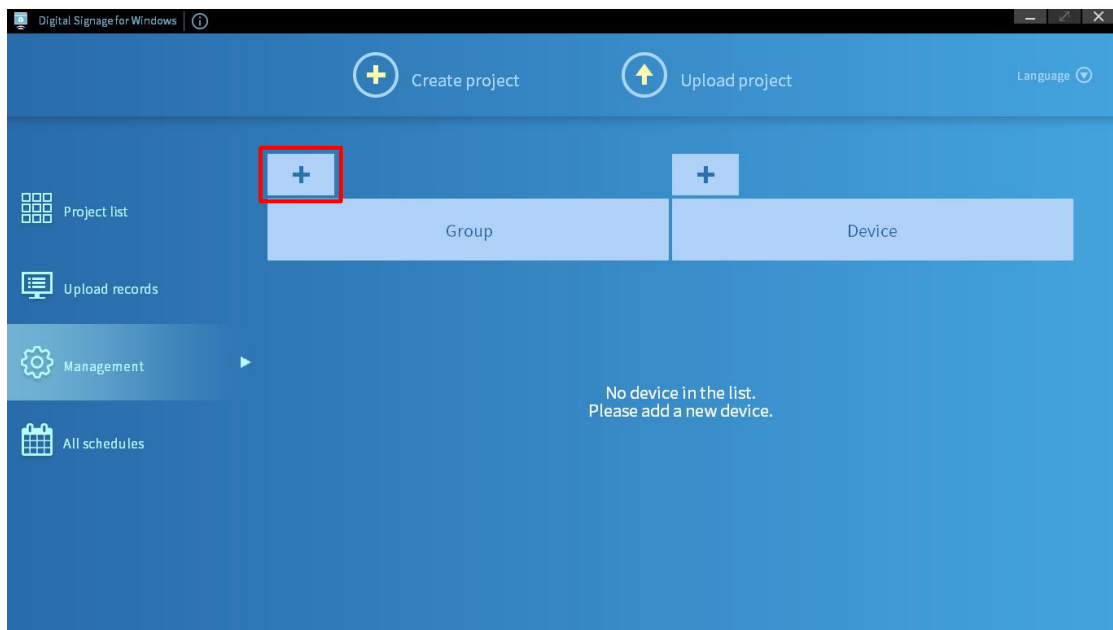 Digital Signage for Windows
Create project
Upload project
Language
Project list
Upload records
Management
All schedules
Group
Device
No device in the list.
Please add a new device.